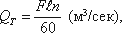 Q_T = Fℓn/60 (м³/сек),